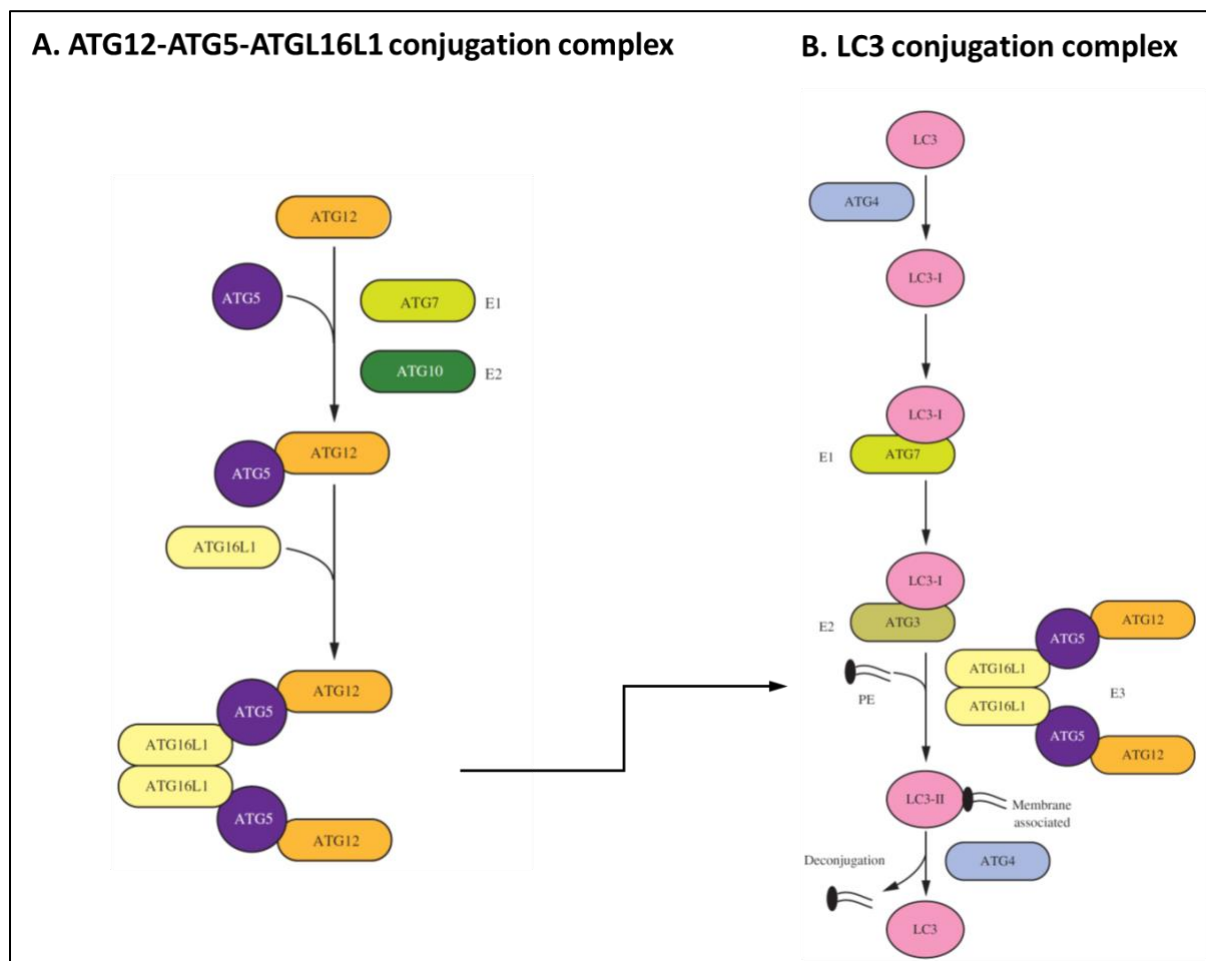 A. ATG12-ATG5-ATGL16L1 conjugation complex
ATG12
ATG5
ATG7
E1
ATG10
E2
ATG5
ATG12
ATG16L1
ATG12
ATG5
ATG16L1
ATG16L1
ATG5
ATG12
B. LC3 conjugation complex
LC3
ATG4
LC3-I
LC3-I
E1
ATG7
LC3-I
E2
ATG3
ATG12
ATG5
ATG16L1
PE
E3
ATG16L1
ATG5
ATG12
LC3-II
Membrane
associated
Deconjugation
ATG4
LC3